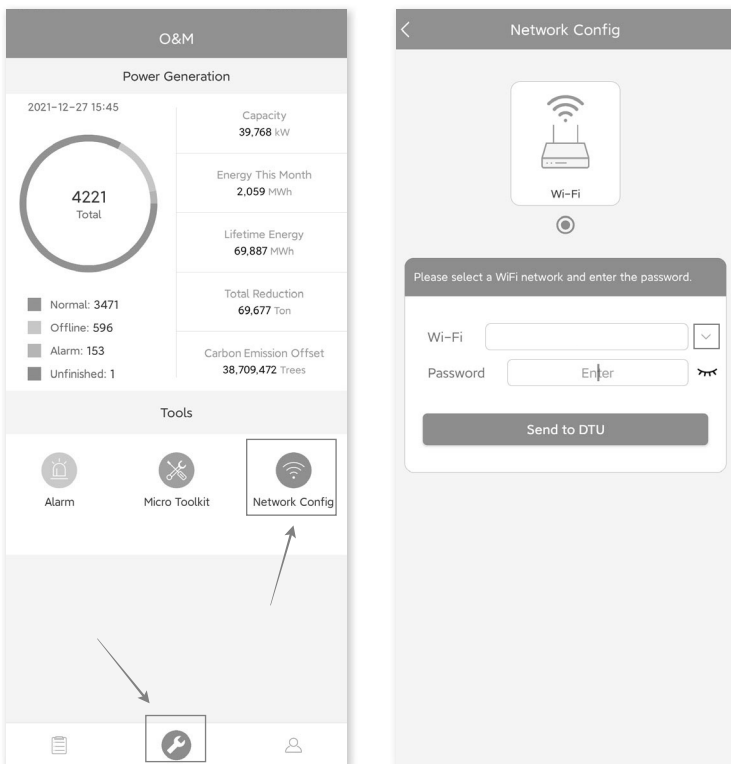 O&M
Power Generation
2021-12-27 15:45
4221
Total
Normal: 3471
Offline: 596
Alarm: 153
Unfinished: 1
Capacity
39,768 kW
Energy This Month
2,059 MWh
Lifetime Energy
69,887 MWh
Total Reduction
69,677 Ton
Carbon Emission Offset
38,709,472 Trees
Tools
Alarm
Micro Toolkit
Network Config
Network Config
Wi-Fi
Please select a WiFi network and enter the password.
Wi-Fi
Password
Enter
Send to DTU